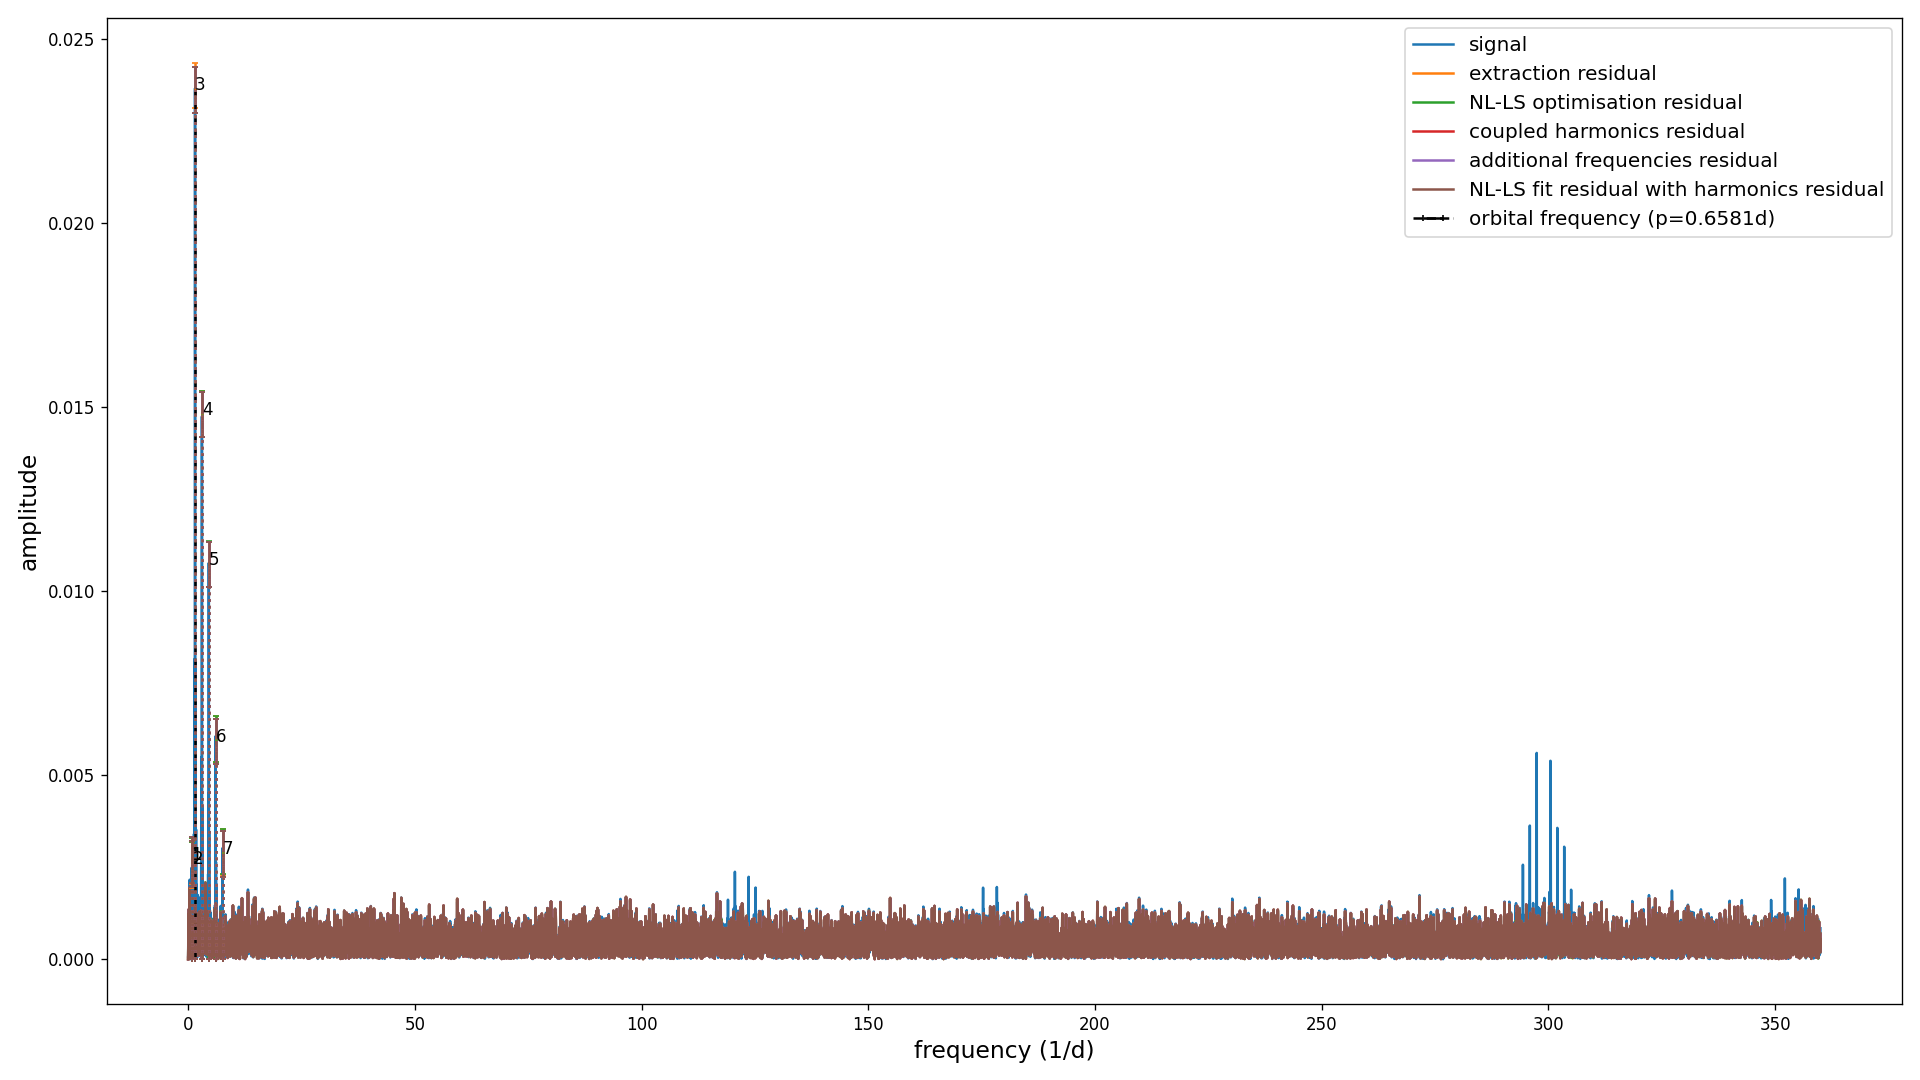 signal
extraction residual
NL-LS optimisation residual
coupled harmonics residual
additional frequencies residual
NL-LS fit residual with harmonics residual
orbital frequency (p=0.6581d)
0.025
0.020
0.015
0.010
0.005
0.000
amplitude
3
4
5
6
7
2
0
50
100
150
200
250
300
350
frequency (1/d)